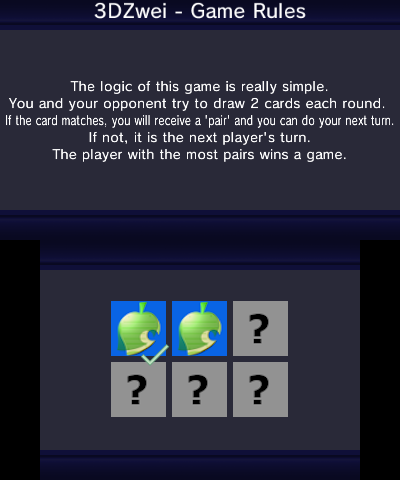 3DZwei - Game Rules
The logic of this game is really simple.
You and your opponent try to draw 2 cards each round.
If the card matches, you will receive a 'pair' and you can do your next turn.
If not, it is the next player's turn.
The player with the most pairs wins a game.
?
? ? ?